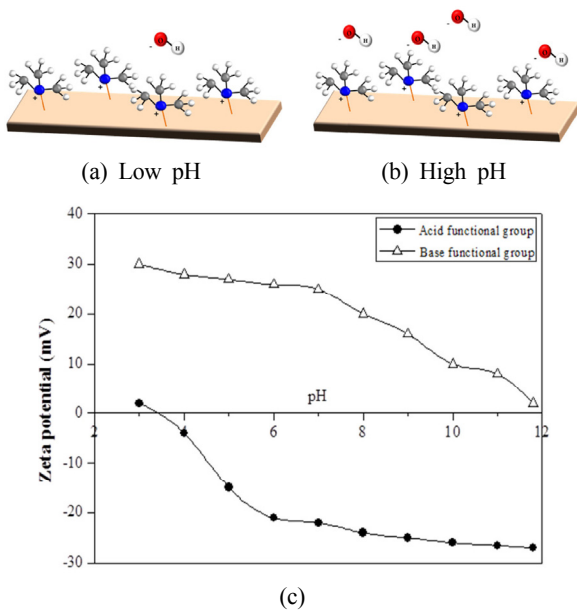 - O H - O H - O H - O H - O H
+ + + + + + + +
(a) Low pH (b) High pH
40
30
20
10
0
-10
-20
-30
Zeta potential (mV)
Acid functional group
Base functional group
pH
2 4 6 8 10 12
(c)